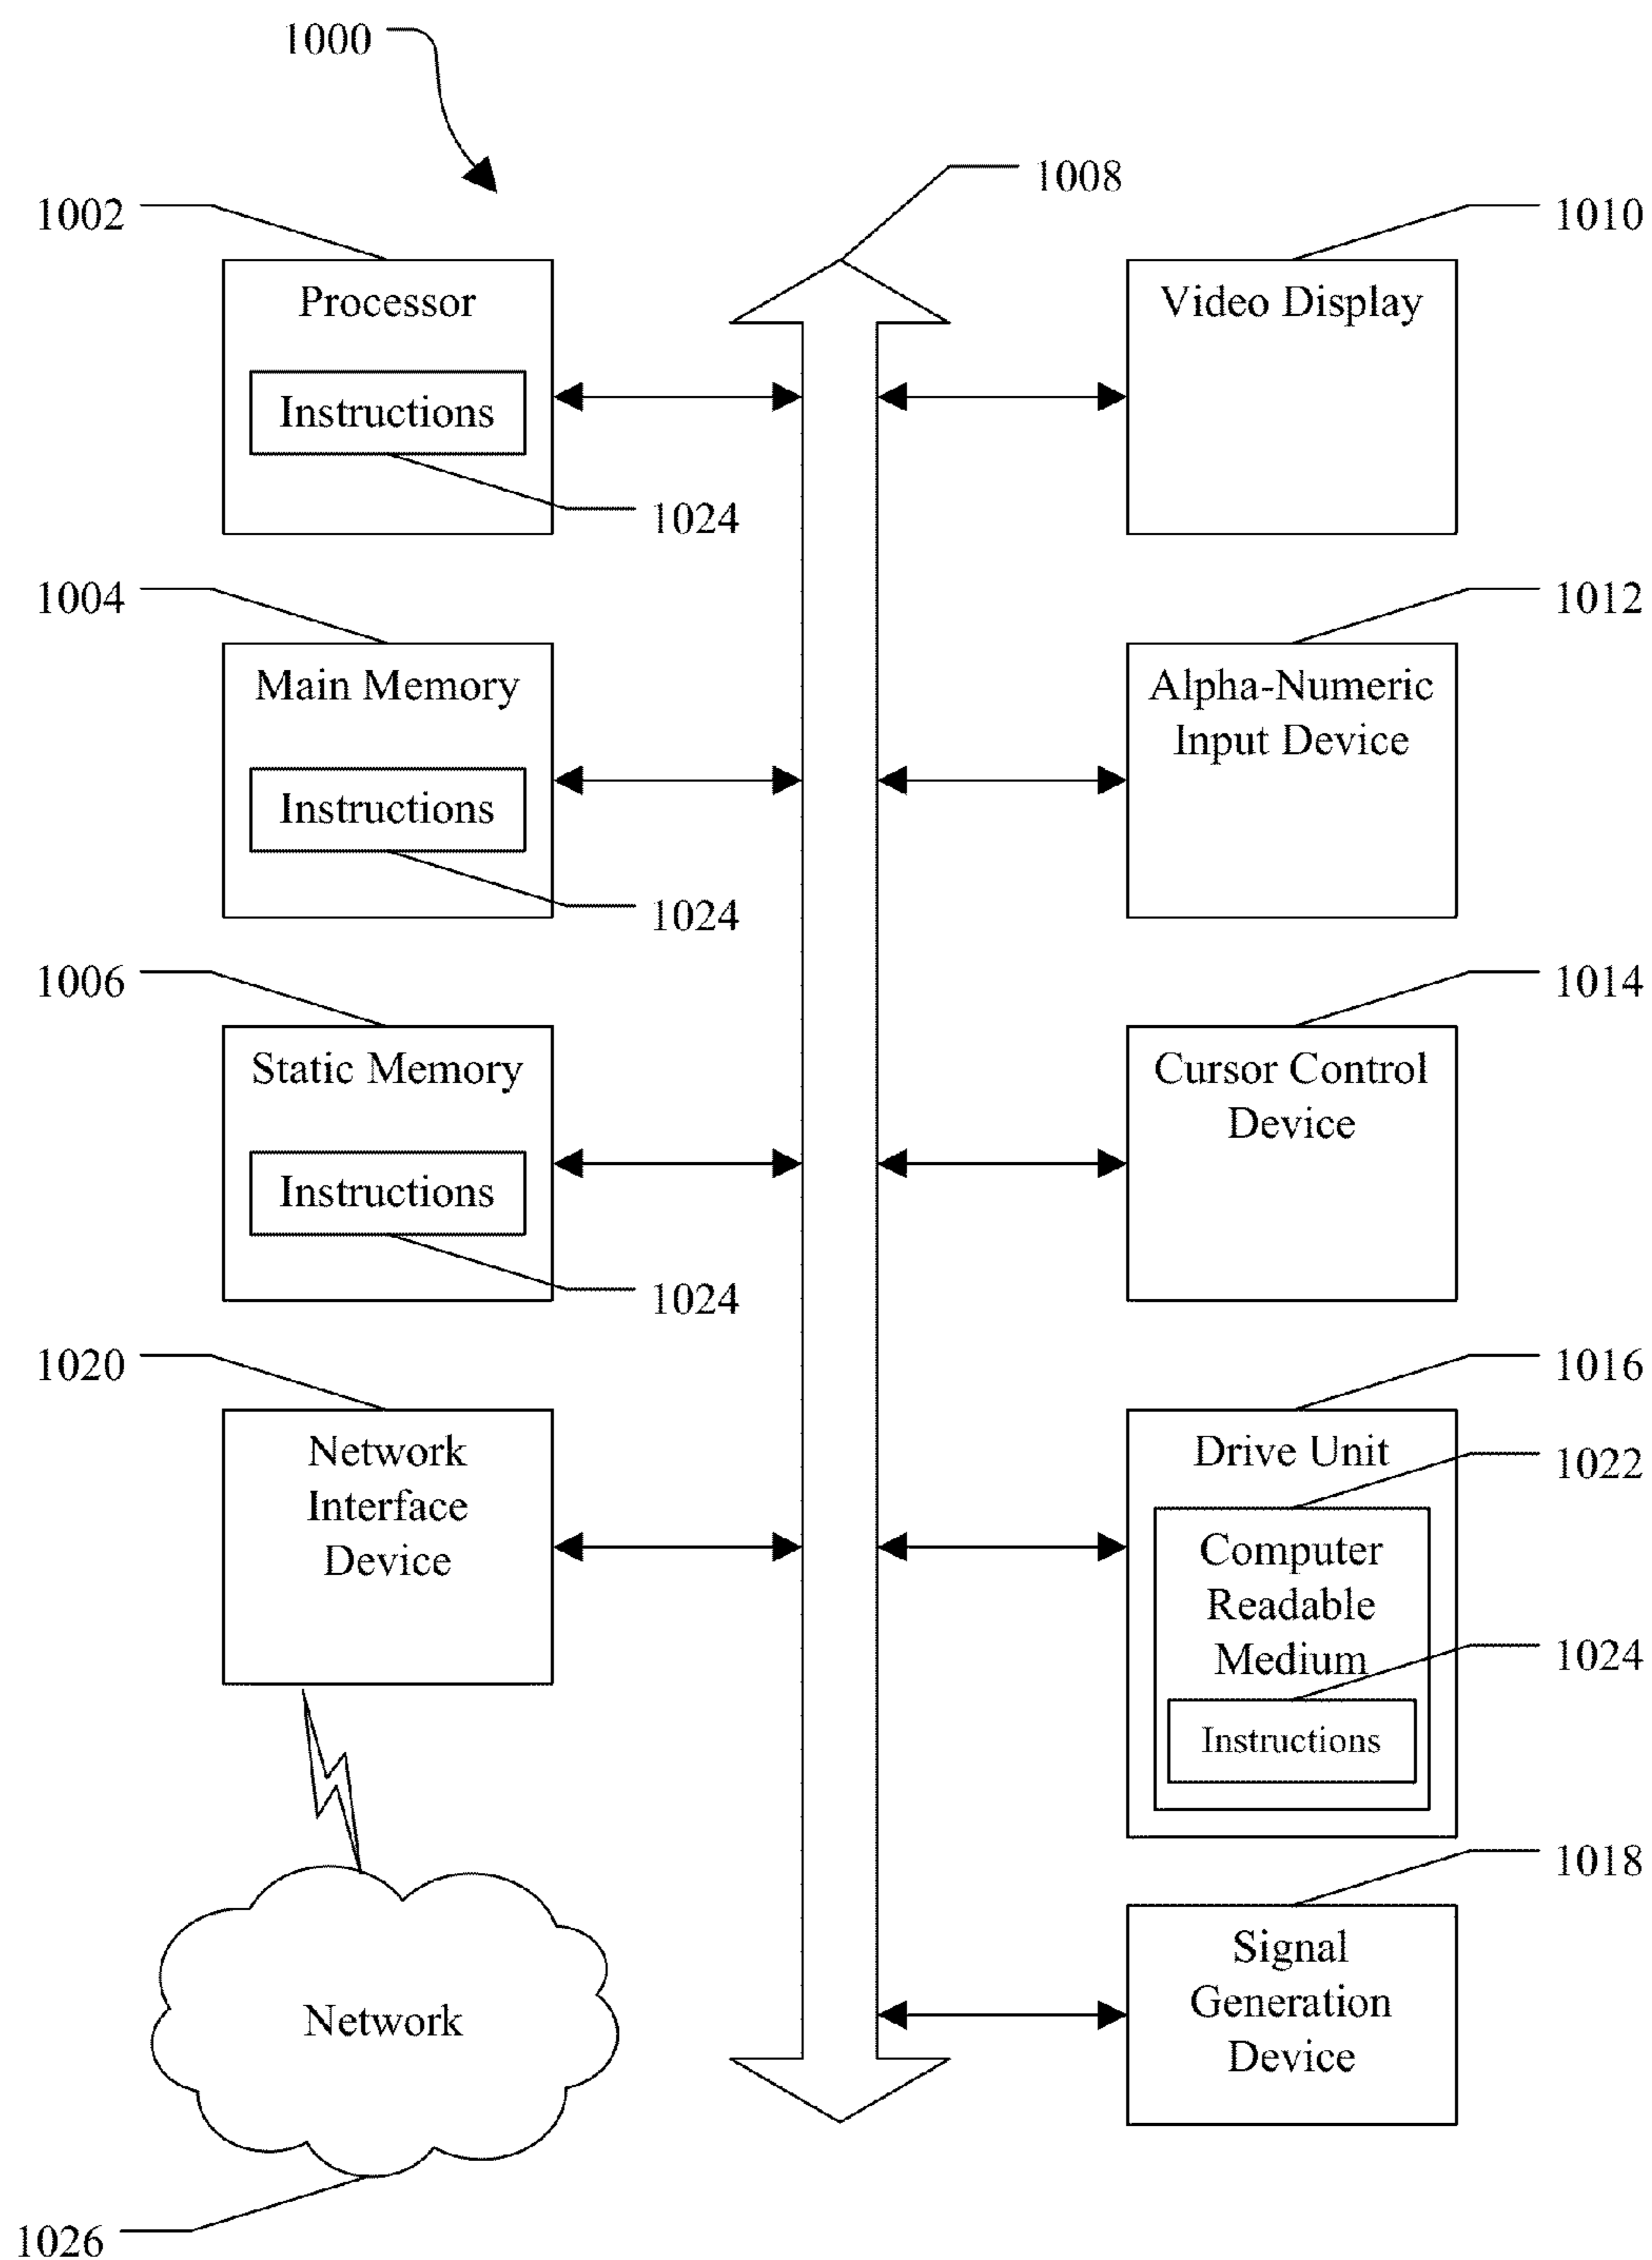 1000
1008
1002
Processor
Instructions
1024
1010
Video Display
1004
Main Memory
Instructions
1024
1012
Alpha-Numeric
Input Device
1006
Static Memory
Instructions
1024
1014
Cursor Control
Device
1020
Network
Interface
Device
1016
Drive Unit
1022
Computer
Readable
Medium
1024
Instructions
1018
Signal
Generation
Device
Network
1026